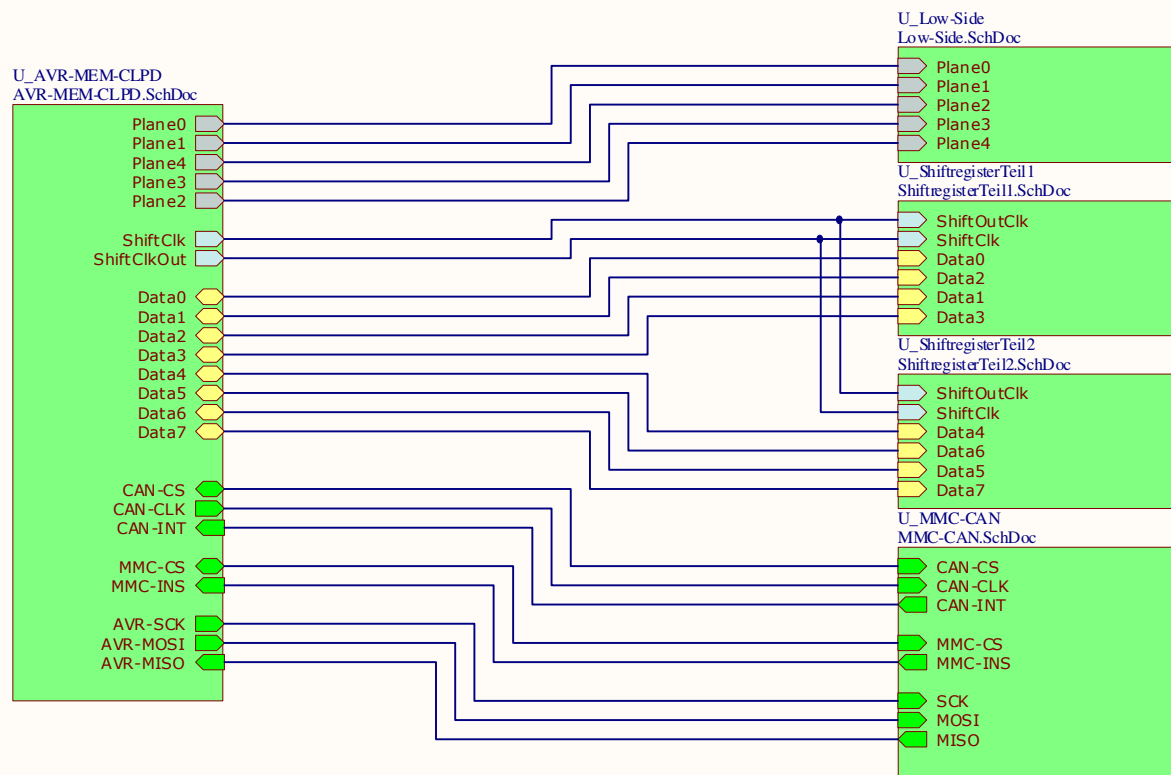 U_AVR-MEM-CLPD
AVR-MEM-CLPD.SchDoc
Plane0
Plane1
Plane4
Plane3
Plane2
ShiftClk
ShiftClkOut
Data0
Data1
Data2
Data3
Data4
Data5
Data6
Data7
CAN-CS
CAN-CLK
CAN-INT
MMC-CS
MMC-INS
AVR-SCK
AVR-MOSI
AVR-MISO
U_Low-Side
Low-Side.SchDoc
Plane0
Plane1
Plane2
Plane3
Plane4
U_ShiftregisterTeil1
ShiftregisterTeil1.SchDoc
ShiftOutClk
ShiftClk
Data0
Data2
Data1
Data3
U_ShiftregisterTeil2
ShiftregisterTeil2.SchDoc
ShiftOutClk
ShiftClk
Data4
Data6
Data5
Data7
U_MMC-CAN
MMC-CAN.SchDoc
CAN-CS
CAN-CLK
CAN-INT
MMC-CS
MMC-INS
SCK
MOSI
MISO